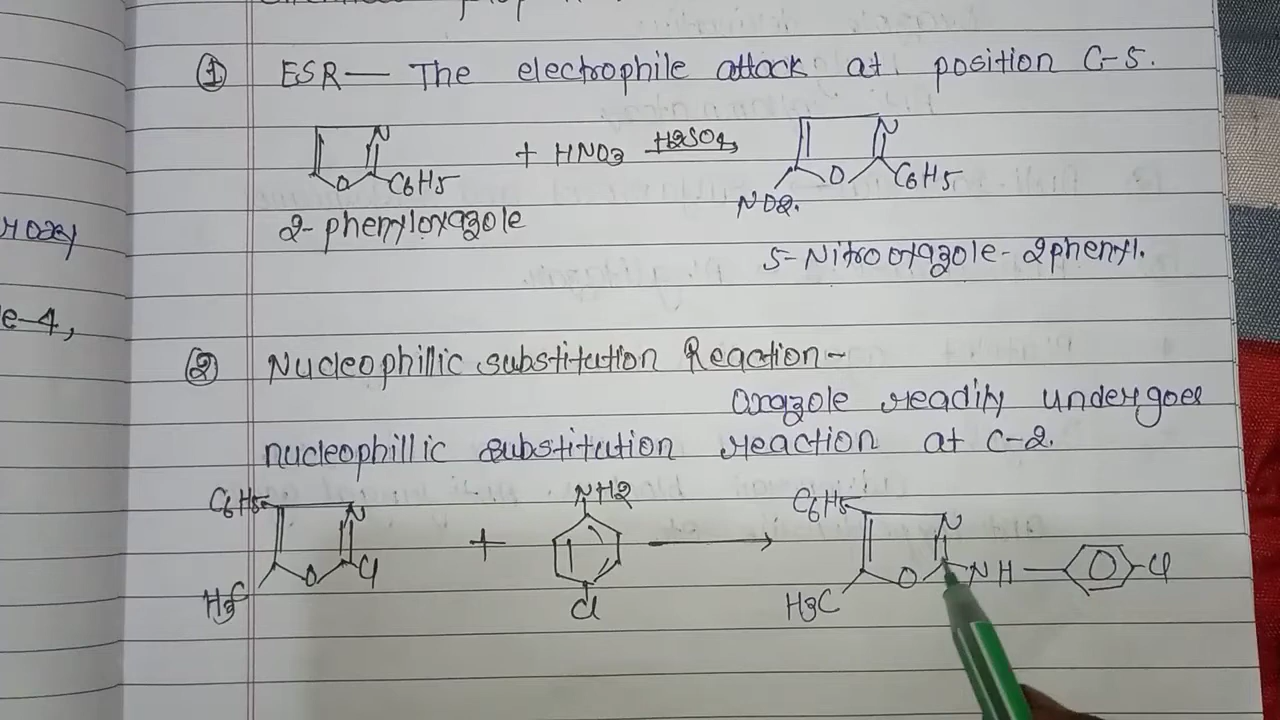 ① ESR — The electrophile attack at position C-5.
N
O
C6H5
+ HNO3
H2SO4
N
O
C6H5
NO2.
2-phenyloxazole
5-Nitrooxazole-2phenyl.
e-4,
② Nucleophillic substitution Reaction-
Oxazole readily undergoes
nucleophillic substitution reaction at C-2.
C6H5
N
O
Cl
H3C
+
NH2
Cl
C6H5
N
O
NH
Cl
H3C